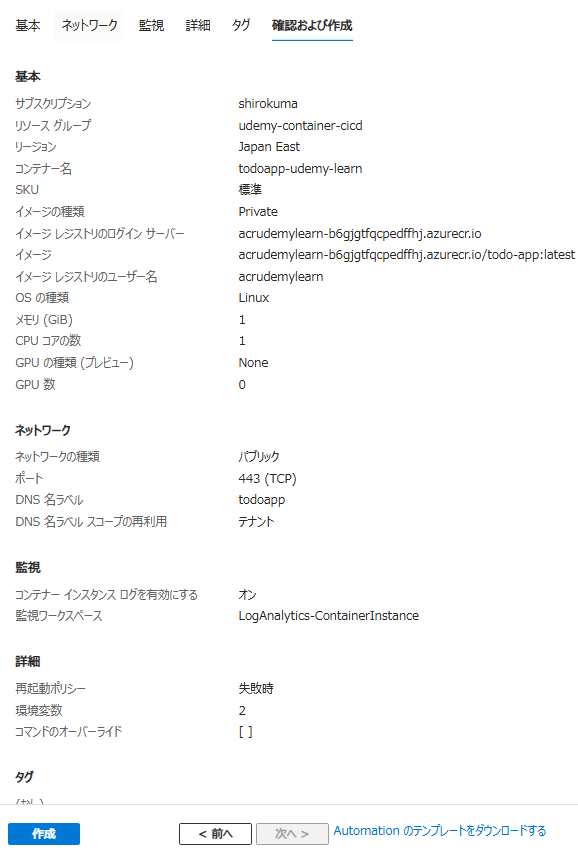 基本 ネットワーク 監視 詳細 タグ 確認および作成
基本
サブスクリプション shirokuma
リソース グループ udemy-container-cicd
リージョン Japan East
コンテナー名 todoapp-udemy-learn
SKU 標準
イメージの種類 Private
イメージ レジストリのログイン サーバー acrudemylearn-b6gjgtfqcpedffhj.azurecr.io
イメージ acrudemylearn-b6gjgtfqcpedffhj.azurecr.io/todo-app:latest
イメージ レジストリのユーザー名 acrudemylearn
OS の種類 Linux
メモリ (GiB) 1
CPU コアの数 1
GPU の種類 (プレビュー) None
GPU 数 0
ネットワーク
ネットワークの種類 パブリック
ポート 443 (TCP)
DNS 名ラベル todoapp
DNS 名ラベル スコープの再利用 テナント
監視
コンテナー インスタンス ログを有効にする オン
監視ワークスペース LogAnalytics-ContainerInstance
詳細
再起動ポリシー 失敗時
環境変数 2
コマンドのオーバーライド [ ]
タグ
作成 < 前へ 次へ > Automation のテンプレートをダウンロードする